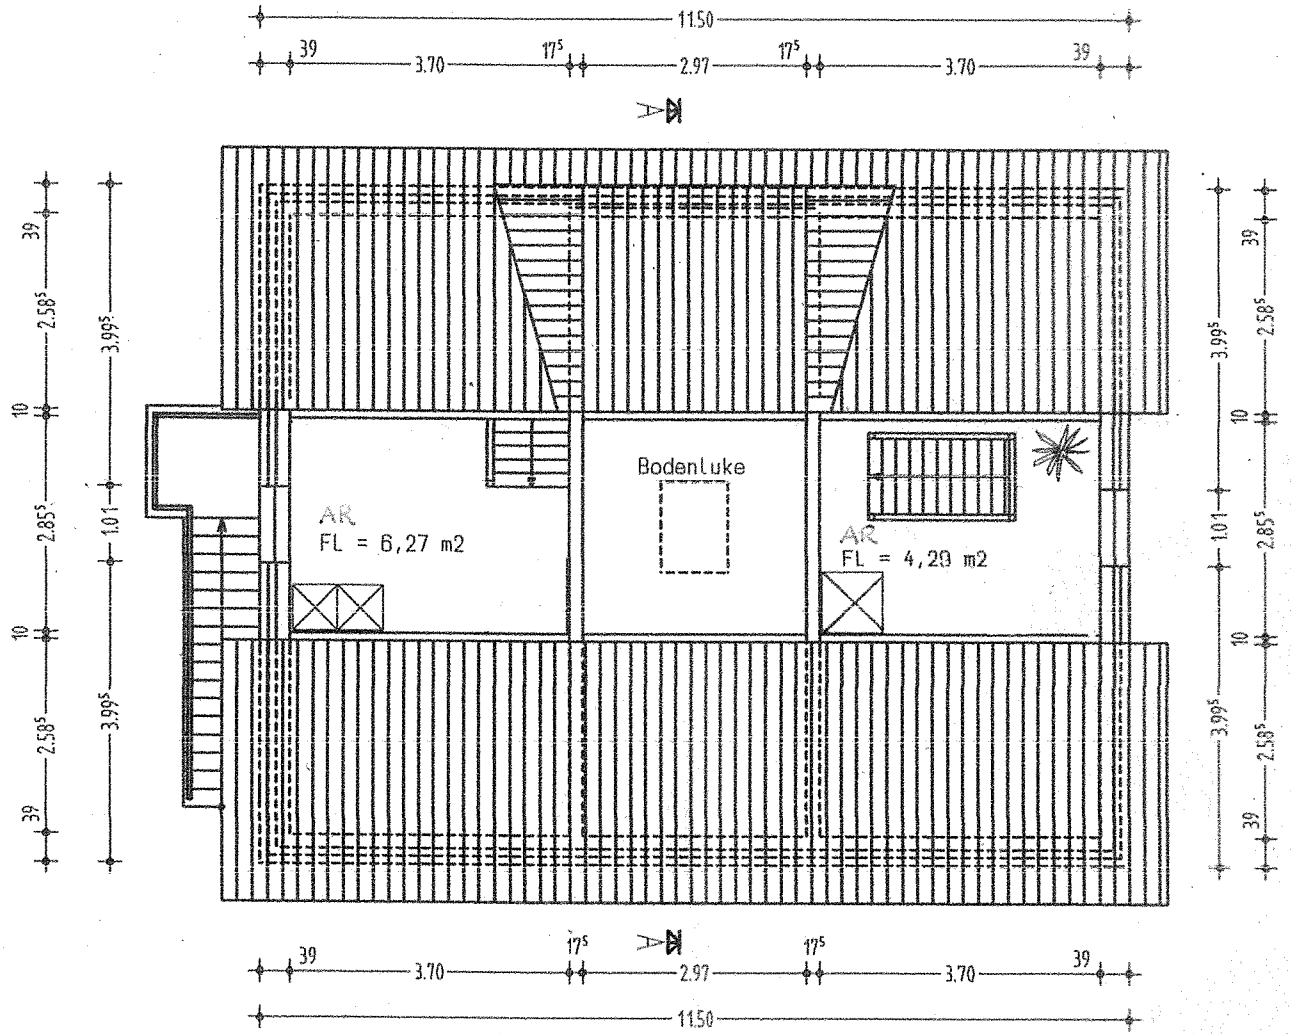 11.50
39 3.70 17⁵ 2.97 17⁵ 3.70 39
A
39 2.58⁵ 10 2.85⁵ 10 2.58⁵ 39
3.99⁵ 1.01 3.99⁵
Bodenluke
AR
FL = 6,27 m2
AR
FL = 4,20 m2
3.99⁵ 1.01 3.99⁵
39 2.58⁵ 10 2.85⁵ 10 2.58⁵ 39
A
39 3.70 17⁵ 2.97 17⁵ 3.70 39
11.50